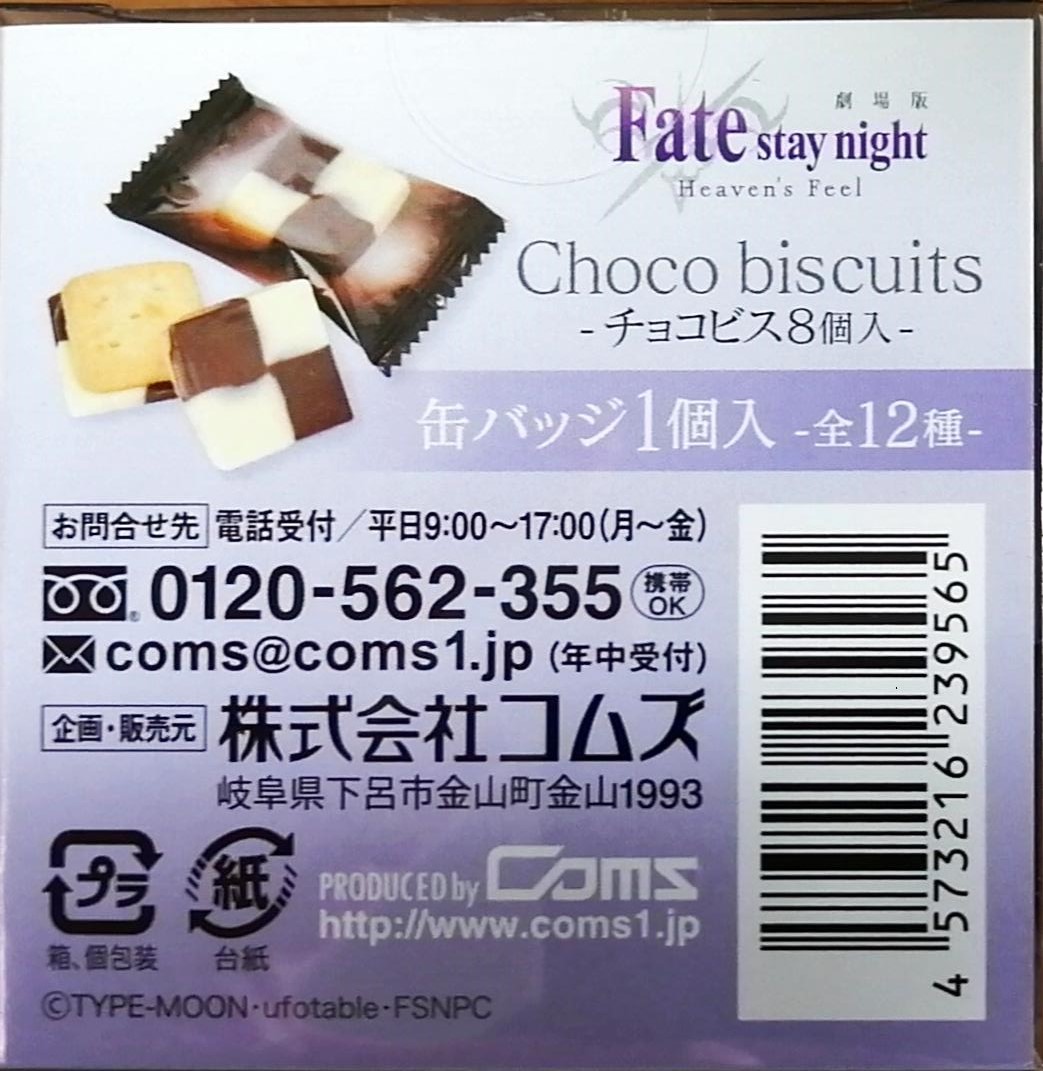 劇場版
Fate stay night
Heaven's Feel
Choco biscuits
-チョコビス8個入-
缶バッジ1個入 -全12種-
お問合せ先 電話受付／平日9:00～17:00(月～金)
0120-562-355 携帯OK
coms@coms1.jp (年中受付)
企画・販売元 株式会社コムズ
岐阜県下呂市金山町金山1993
プラ 紙
箱、個包装 台紙
PRODUCED by Coms
http://www.coms1.jp
©TYPE-MOON・ufotable・FSNPC
4 573216 239565